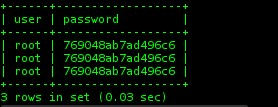 +------+------------------+
| user | password         |
+------+------------------+
| root | 769048ab7ad496c6 |
| root | 769048ab7ad496c6 |
| root | 769048ab7ad496c6 |
+------+------------------+
3 rows in set (0.03 sec)